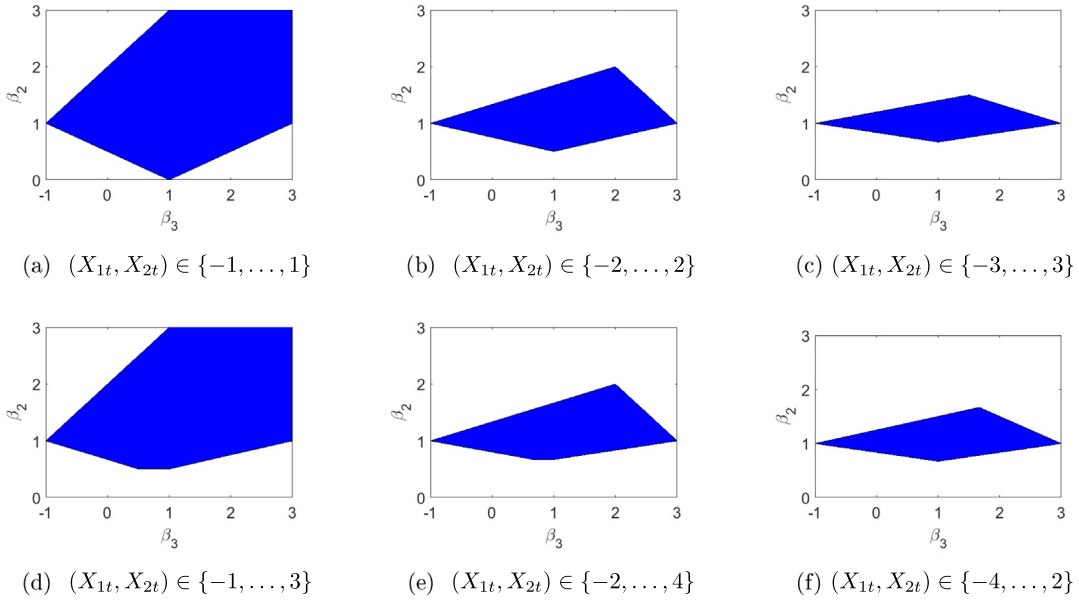 3
2
1
0
β2
-1 0 1 2 3
β3
(a) (X1t, X2t) ∈ {−1, . . . , 1}
3
2
1
0
β2
-1 0 1 2 3
β3
(b) (X1t, X2t) ∈ {−2, . . . , 2}
3
2
1
0
β2
-1 0 1 2 3
β3
(c) (X1t, X2t) ∈ {−3, . . . , 3}
3
2
1
0
β2
-1 0 1 2 3
β3
(d) (X1t, X2t) ∈ {−1, . . . , 3}
3
2
1
0
β2
-1 0 1 2 3
β3
(e) (X1t, X2t) ∈ {−2, . . . , 4}
3
2
1
0
β2
-1 0 1 2 3
β3
(f) (X1t, X2t) ∈ {−4, . . . , 2}